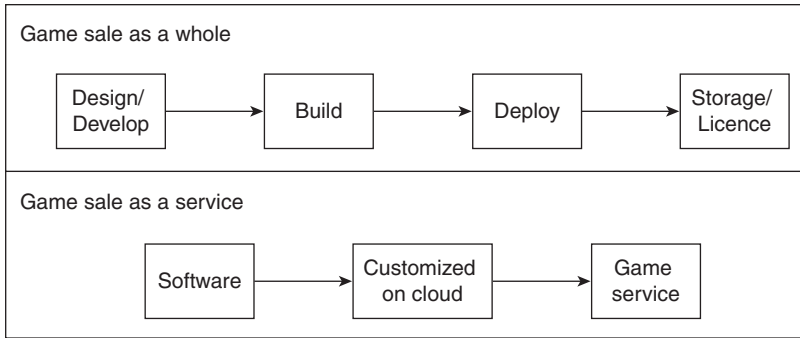 Game sale as a whole
Design/
Develop
Build
Deploy
Storage/
Licence
Game sale as a service
Software
Customized
on cloud
Game
service